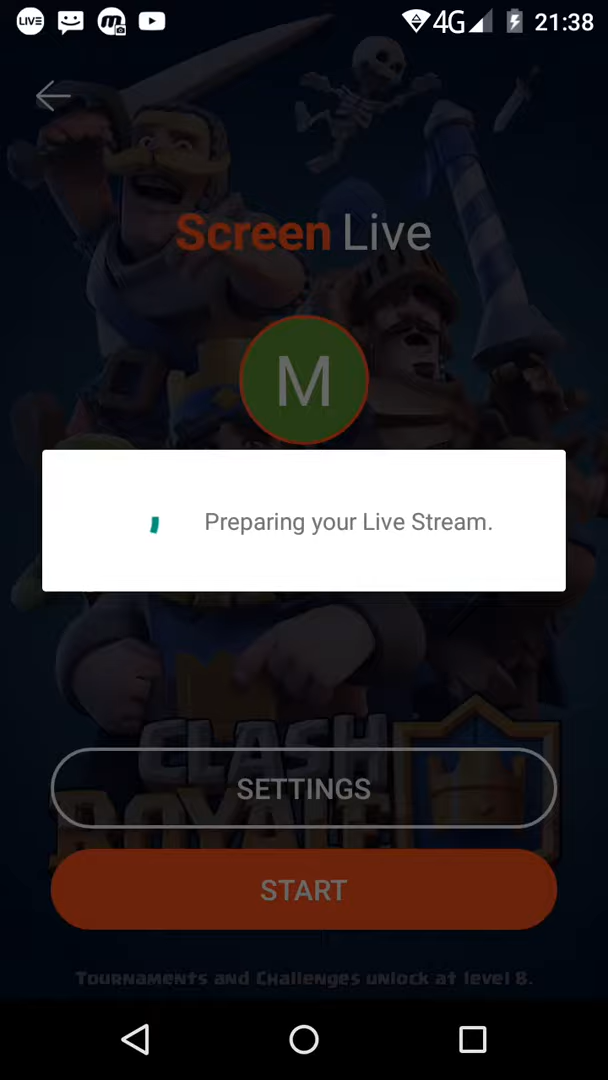 LIVE 4G 21:38
Screen Live
M
Preparing your Live Stream.
CLASH
ROYALE
SETTINGS
START
Tournaments and Challenges unlock at level 8.